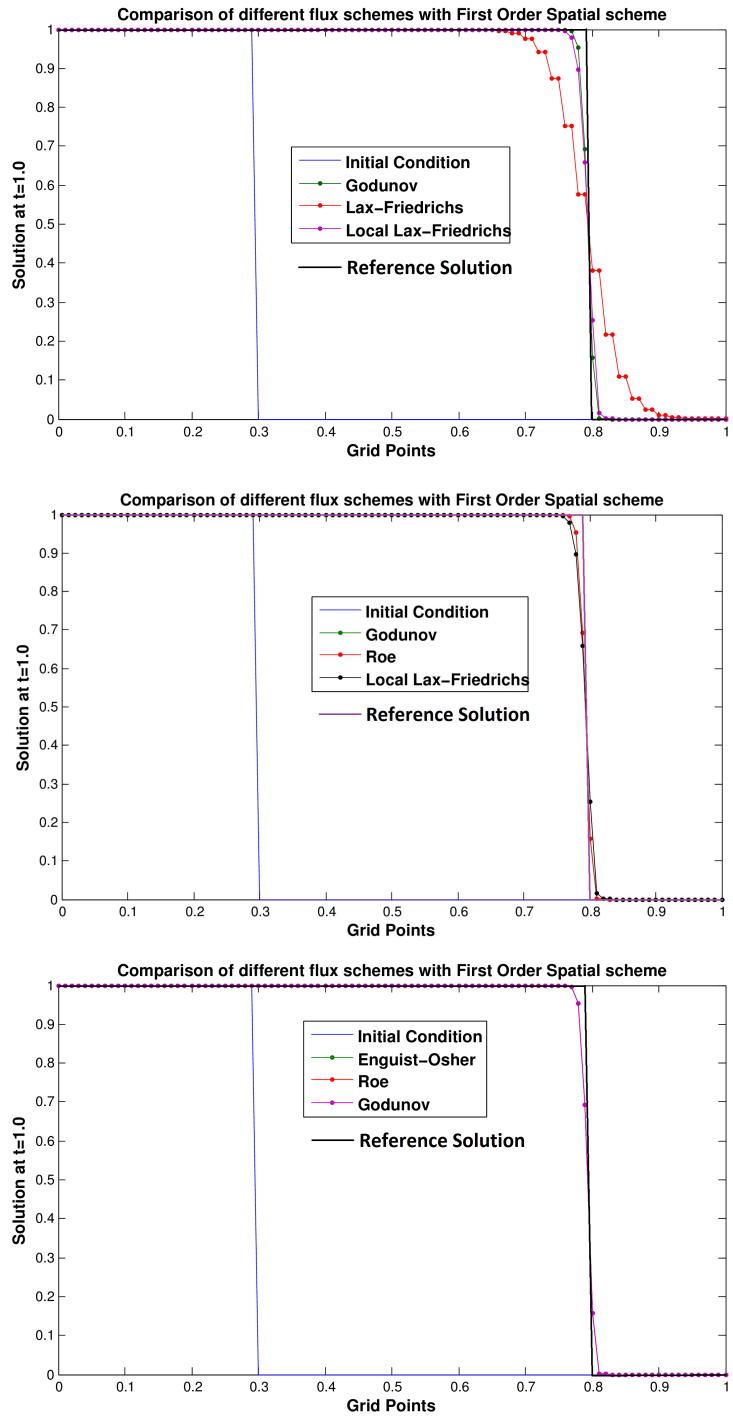 Comparison of different flux schemes with First Order Spatial scheme
1
0.9
0.8
0.7
0.6
0.5
0.4
0.3
0.2
0.1
0
Solution at t=1.0
Initial Condition
Godunov
Lax−Friedrichs
Local Lax−Friedrichs
Reference Solution
0 0.1 0.2 0.3 0.4 0.5 0.6 0.7 0.8 0.9 1
Grid Points
Comparison of different flux schemes with First Order Spatial scheme
1
0.9
0.8
0.7
0.6
0.5
0.4
0.3
0.2
0.1
0
Solution at t=1.0
Initial Condition
Godunov
Roe
Local Lax−Friedrichs
Reference Solution
0 0.1 0.2 0.3 0.4 0.5 0.6 0.7 0.8 0.9 1
Grid Points
Comparison of different flux schemes with First Order Spatial scheme
1
0.9
0.8
0.7
0.6
0.5
0.4
0.3
0.2
0.1
0
Solution at t=1.0
Initial Condition
Enguist−Osher
Roe
Godunov
Reference Solution
0 0.1 0.2 0.3 0.4 0.5 0.6 0.7 0.8 0.9 1
Grid Points